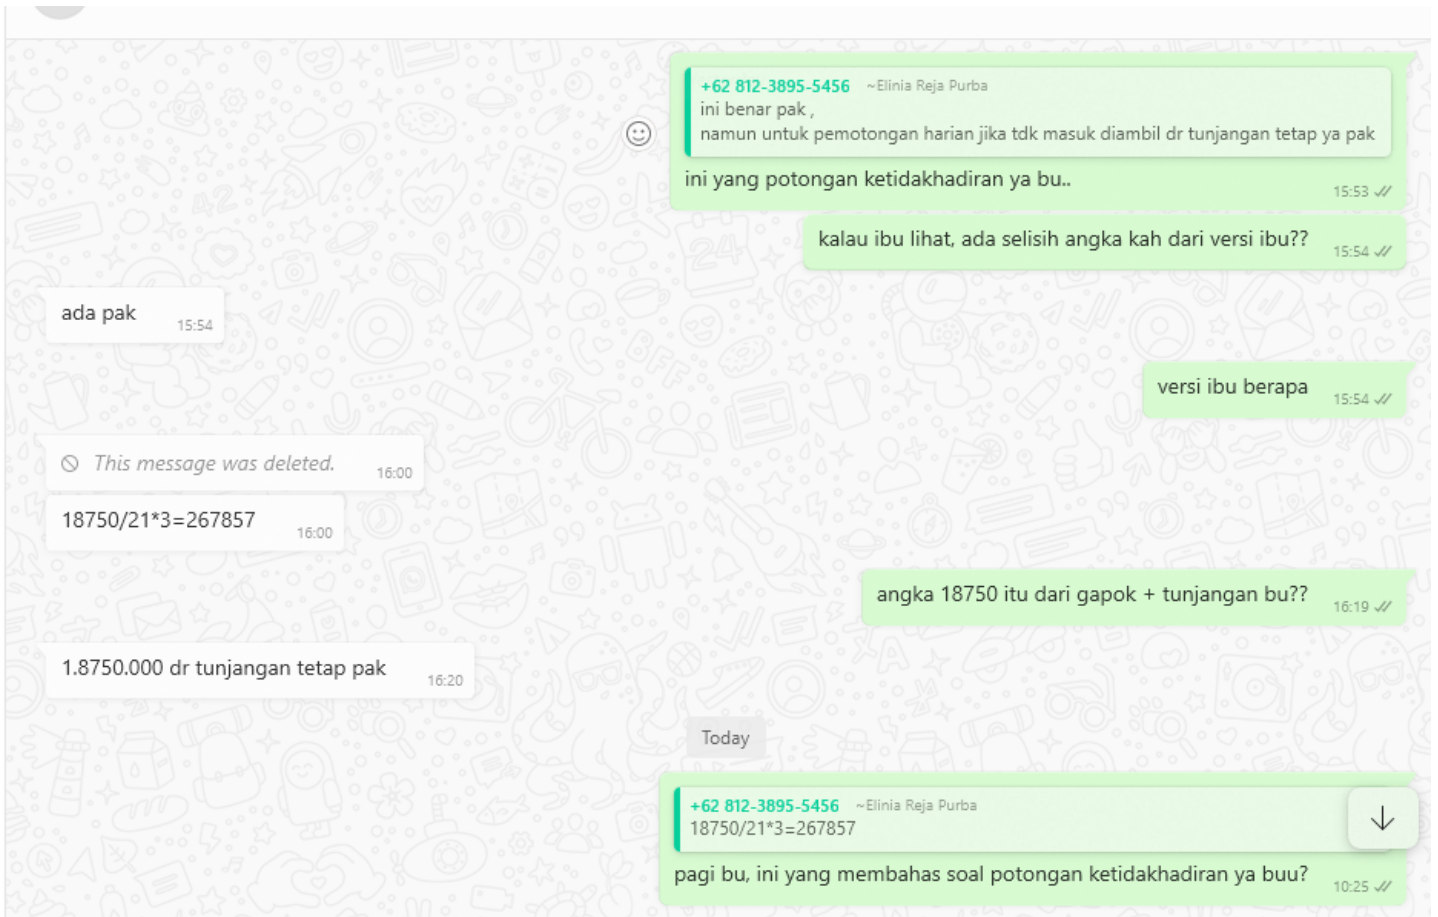 +62 812-3895-5456 ~Elinia Reja Purba
ini benar pak ,
namun untuk pemotongan harian jika tdk masuk diambil dr tunjangan tetap ya pak
ini yang potongan ketidakhadiran ya bu..
15:53
kalau ibu lihat, ada selisih angka kah dari versi ibu??
15:54
ada pak
15:54
versi ibu berapa
15:54
This message was deleted.
16:00
18750/21*3=267857
16:00
angka 18750 itu dari gapok + tunjangan bu??
16:19
1.8750.000 dr tunjangan tetap pak
16:20
Today
+62 812-3895-5456 ~Elinia Reja Purba
18750/21*3=267857
pagi bu, ini yang membahas soal potongan ketidakhadiran ya buu?
10:25